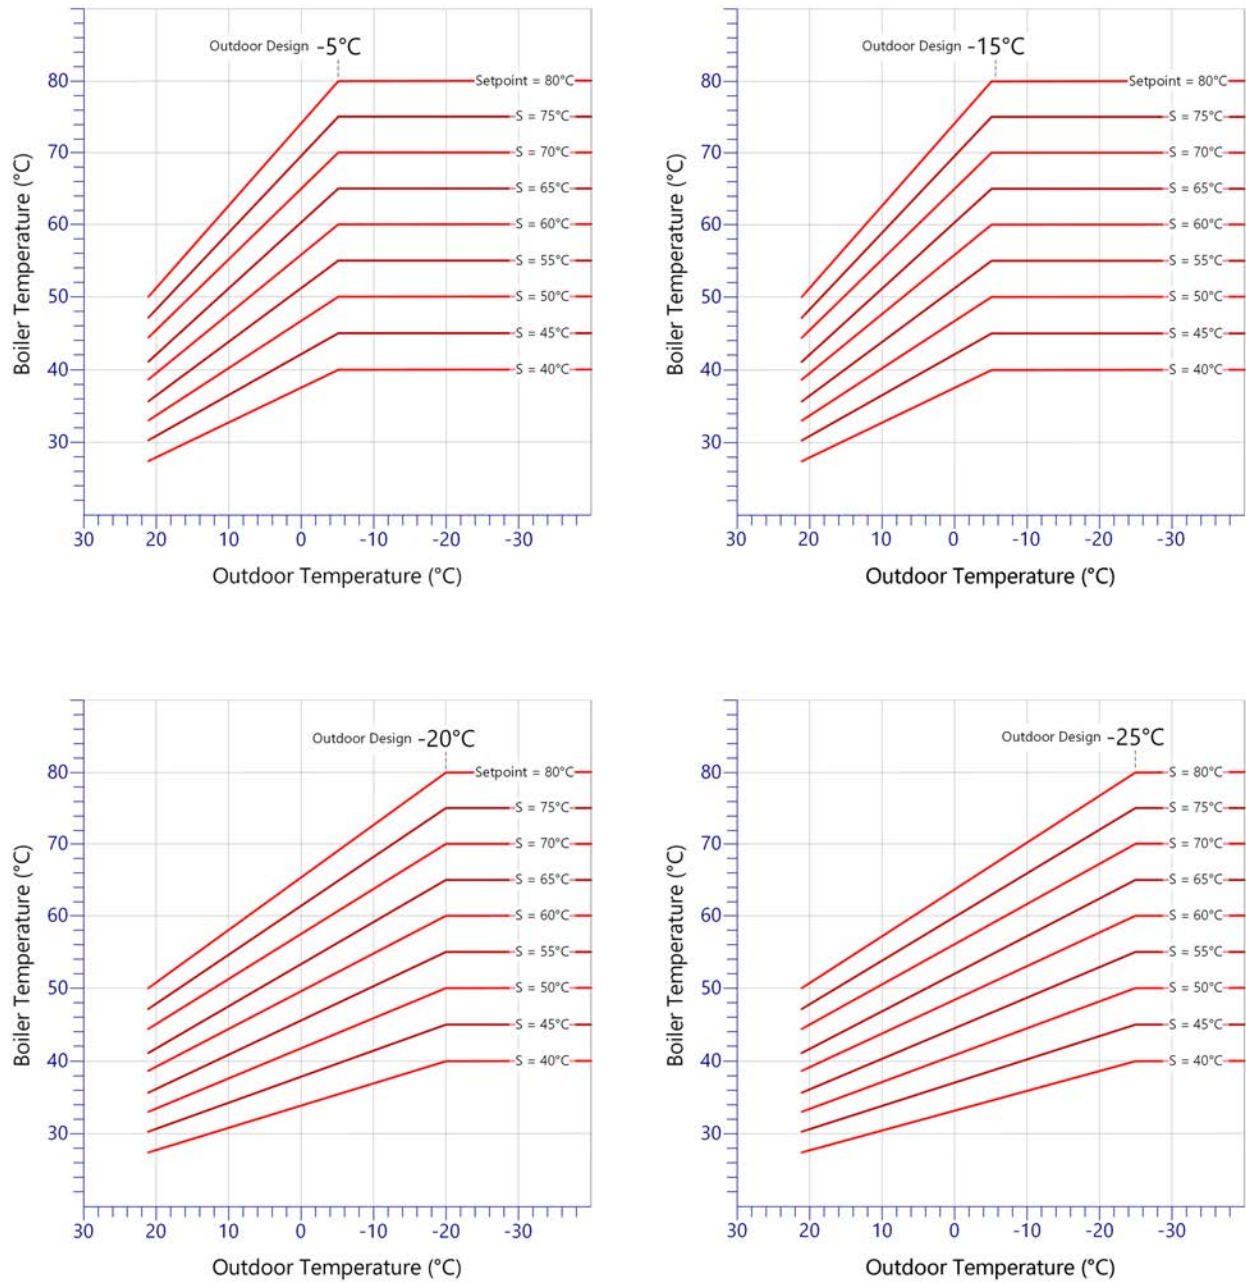 Outdoor Design -5°C
80
70
60
50
40
30
Setpoint = 80°C
S = 75°C
S = 70°C
S = 65°C
S = 60°C
S = 55°C
S = 50°C
S = 45°C
S = 40°C
Boiler Temperature (°C)
30 20 10 0 -10 -20 -30
Outdoor Temperature (°C)
Outdoor Design -15°C
80
70
60
50
40
30
Setpoint = 80°C
S = 75°C
S = 70°C
S = 65°C
S = 60°C
S = 55°C
S = 50°C
S = 45°C
S = 40°C
Boiler Temperature (°C)
30 20 10 0 -10 -20 -30
Outdoor Temperature (°C)
Outdoor Design -20°C
80
70
60
50
40
30
Setpoint = 80°C
S = 75°C
S = 70°C
S = 65°C
S = 60°C
S = 55°C
S = 50°C
S = 45°C
S = 40°C
Boiler Temperature (°C)
30 20 10 0 -10 -20 -30
Outdoor Temperature (°C)
Outdoor Design -25°C
80
70
60
50
40
30
S = 80°C
S = 75°C
S = 70°C
S = 65°C
S = 60°C
S = 55°C
S = 50°C
S = 45°C
S = 40°C
Boiler Temperature (°C)
30 20 10 0 -10 -20 -30
Outdoor Temperature (°C)